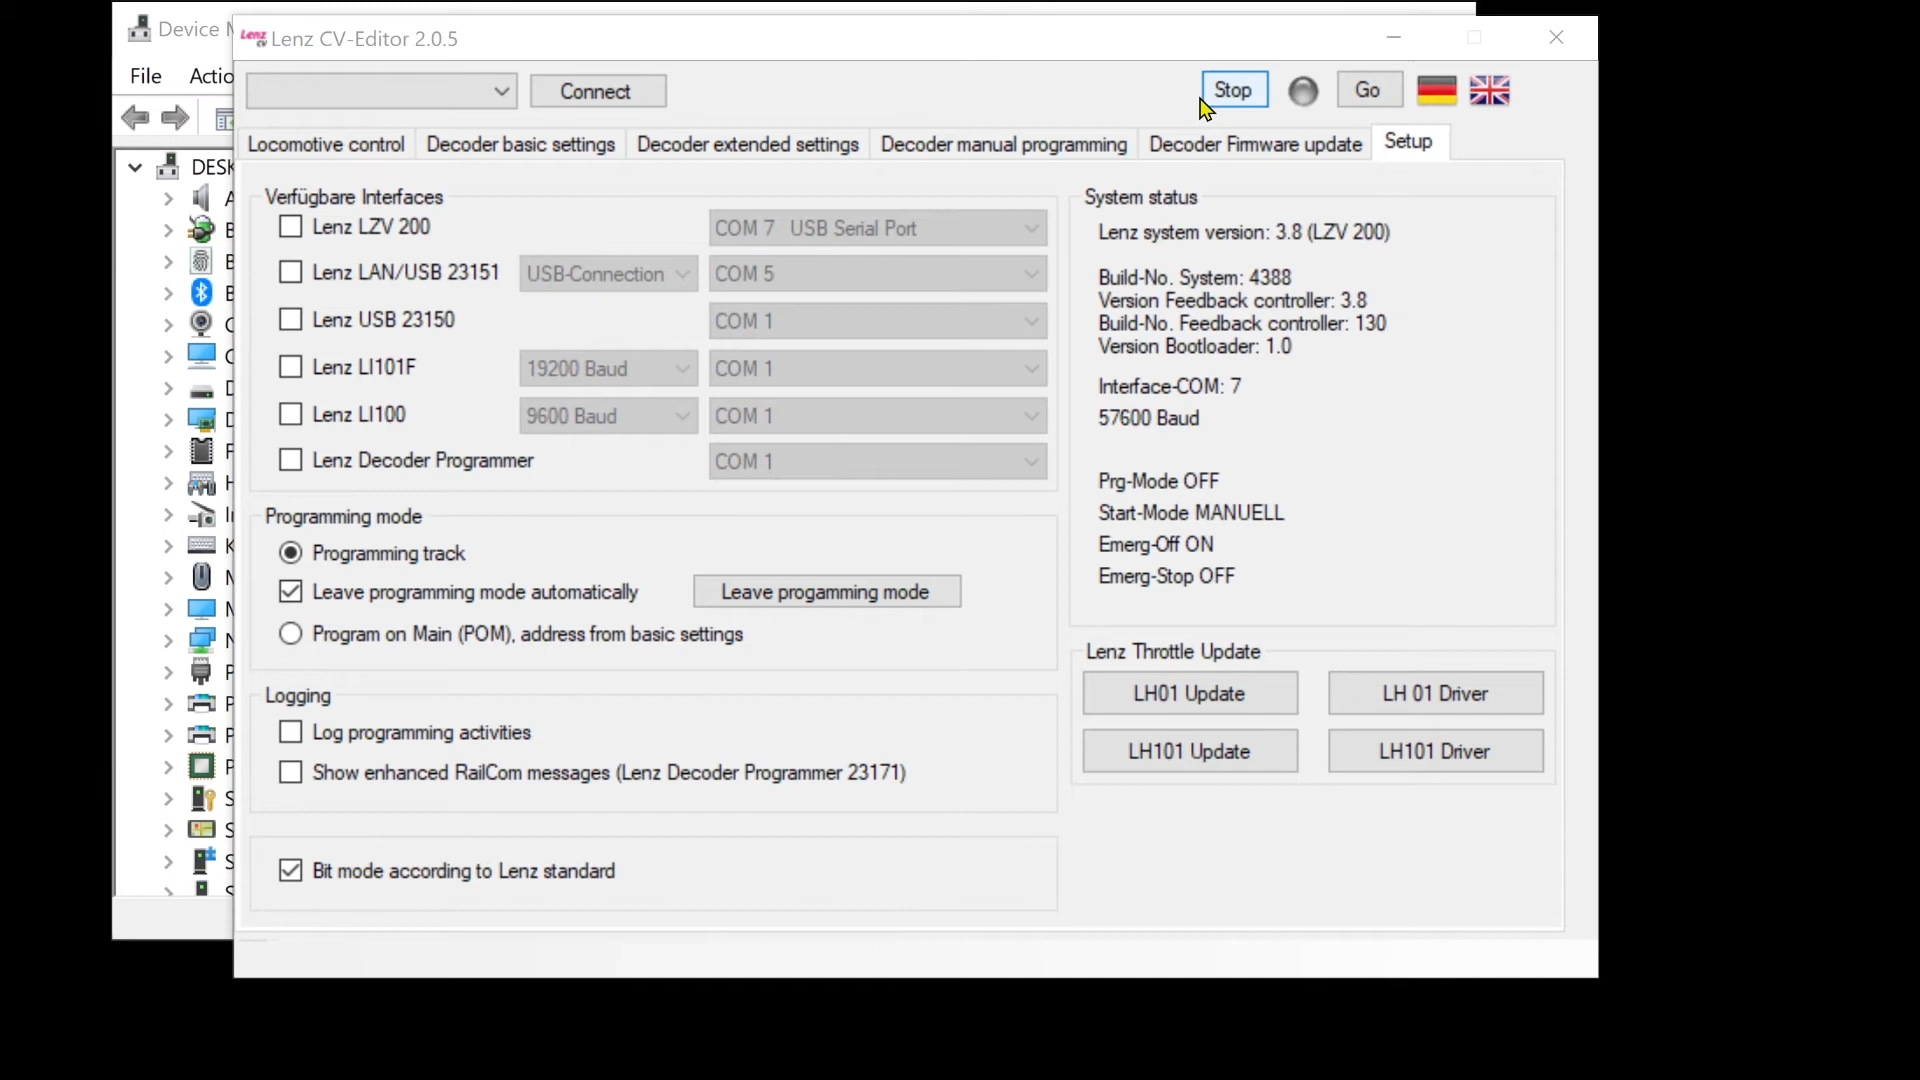 Device M
Lenz CV-Editor 2.0.5
File
Actio
Connect
Stop
Go
Locomotive control
Decoder basic settings
Decoder extended settings
Decoder manual programming
Decoder Firmware update
Setup
DESK
A
B
B
B
C
C
D
D
F
H
I
K
M
M
N
P
P
P
P
S
S
S
Verfügbare Interfaces
Lenz LZV 200
COM 7 USB Serial Port
Lenz LAN/USB 23151
USB-Connection
COM 5
Lenz USB 23150
COM 1
Lenz LI101F
19200 Baud
COM 1
Lenz LI100
9600 Baud
COM 1
Lenz Decoder Programmer
COM 1
Programming mode
Programming track
Leave programming mode automatically
Leave progamming mode
Program on Main (POM), address from basic settings
Logging
Log programming activities
Show enhanced RailCom messages (Lenz Decoder Programmer 23171)
Bit mode according to Lenz standard
System status
Lenz system version: 3.8 (LZV 200)
Build-No. System: 4388
Version Feedback controller: 3.8
Build-No. Feedback controller: 130
Version Bootloader: 1.0
Interface-COM: 7
57600 Baud
Prg-Mode OFF
Start-Mode MANUELL
Emerg-Off ON
Emerg-Stop OFF
Lenz Throttle Update
LH01 Update
LH 01 Driver
LH101 Update
LH101 Driver